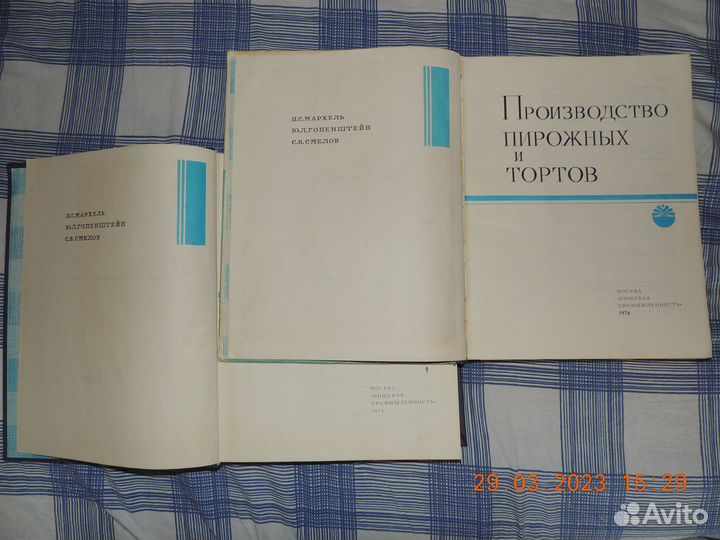 П.С.МАРХЕЛЬ
Ю.Л.ГОПЕНШТЕЙН
С.В.СМЕЛОВ
ПРОИЗВОДСТВО
ПИРОЖНЫХ
И
ТОРТОВ
МОСКВА
«ПИЩЕВАЯ
ПРОМЫШЛЕННОСТЬ»
1976
П.С.МАРХЕЛЬ
Ю.Л.ГОПЕНШТЕЙН
С.В.СМЕЛОВ
МОСКВА
«ПИЩЕВАЯ
ПРОМЫШЛЕННОСТЬ»
29 03 2023 15 29
Avito